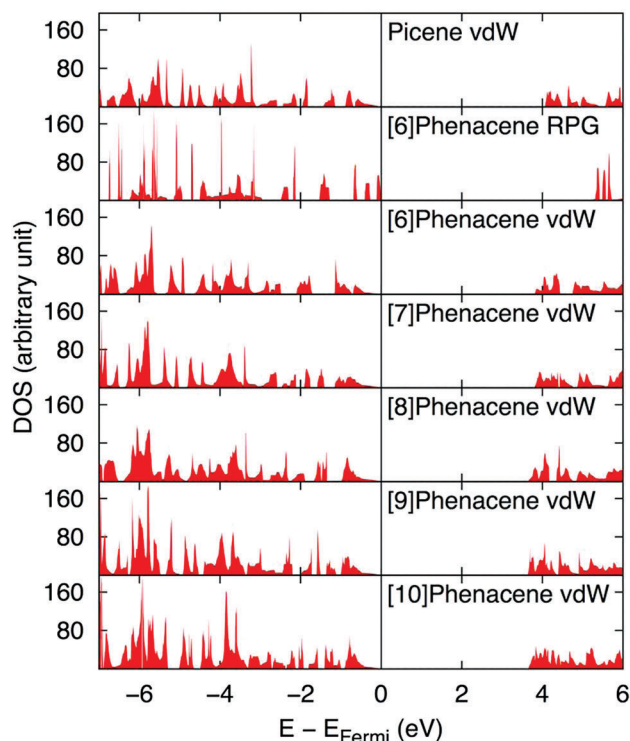 160
80
Picene vdW
160
80
[6]Phenacene RPG
160
80
[6]Phenacene vdW
160
80
[7]Phenacene vdW
160
80
[8]Phenacene vdW
160
80
[9]Phenacene vdW
160
80
[10]Phenacene vdW
DOS (arbitrary unit)
−6 −4 −2 0 2 4 6
E − EFermi (eV)